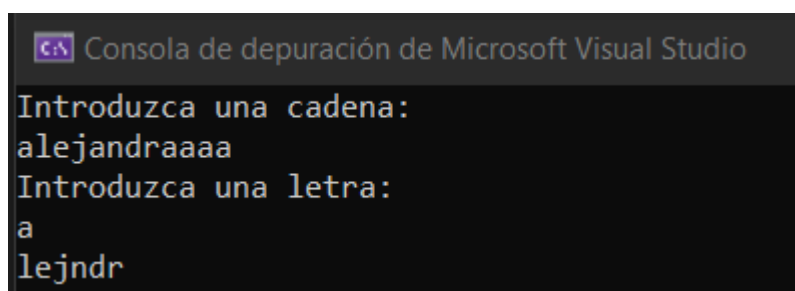 Consola de depuración de Microsoft Visual Studio
Introduzca una cadena:
alejandraaaa
Introduzca una letra:
a
lejndr